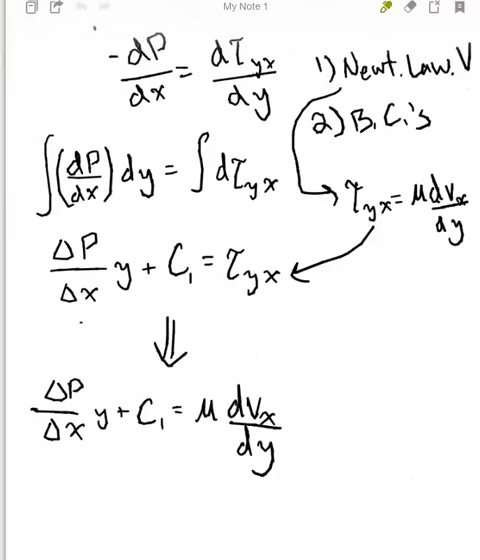 My Note 1
-dP/dx = dτyx/dy
1) Newt. Law. V
2) B.C.'s
∫(dP/dx) dy = ∫dτyx
τyx = μ dvx/dy
ΔP/Δx y + C₁ = τyx
⇓
ΔP/Δx y + C₁ = μ dvx/dy